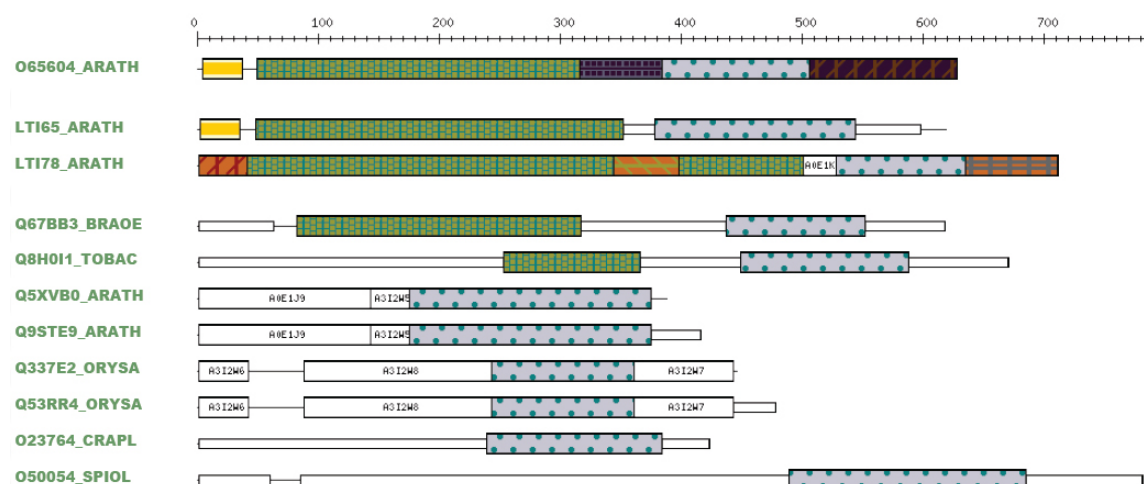 0 100 200 300 400 500 600 700
O65604_ARATH
LTI65_ARATH
LTI78_ARATH A0E1K
Q67BB3_BRAOE
Q8H0I1_TOBAC
Q5XVB0_ARATH A0E1J9 A3I2W5
Q9STE9_ARATH A0E1J9 A3I2W5
Q337E2_ORYSA A3I2W6 A3I2W8 A3I2W7
Q53RR4_ORYSA A3I2W6 A3I2W8 A3I2W7
O23764_CRAPL
O50054_SPIOL